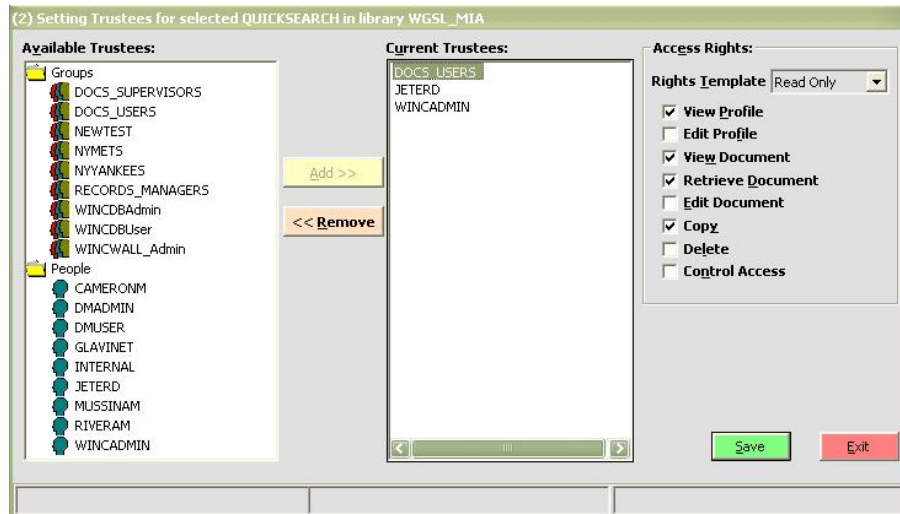 (2) Setting Trustees for selected QUICKSEARCH in library WGSL_MIA
Available Trustees:
Groups
DOCS_SUPERVISORS
DOCS_USERS
NEWTEST
NYMETS
NYYANKEES
RECORDS_MANAGERS
WINCDBAdmin
WINCDBUser
WINCWALL_Admin
People
CAMERONM
DMADMIN
DMUSER
GLAVINET
INTERNAL
JETERD
MUSSINAM
RIVERAM
WINCADMIN
Add >>
<< Remove
Current Trustees:
DOCS_USERS
JETERD
WINCADMIN
Access Rights:
Rights Template Read Only
View Profile
Edit Profile
View Document
Retrieve Document
Edit Document
Copy
Delete
Control Access
Save
Exit